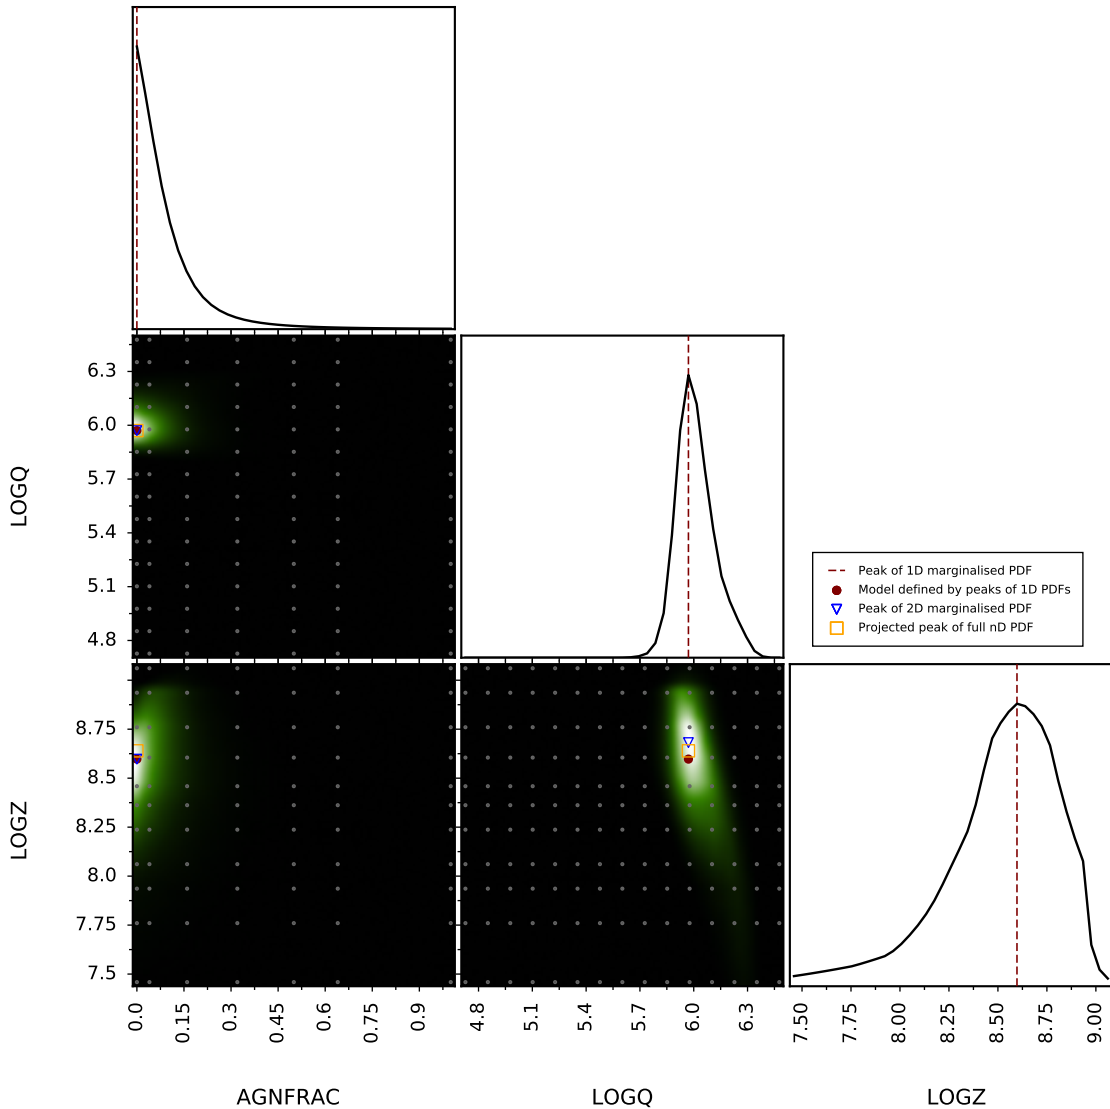 6.3
6.0
5.7
5.4
5.1
4.8
LOGQ
Peak of 1D marginalised PDF
Model defined by peaks of 1D PDFs
Peak of 2D marginalised PDF
Projected peak of full nD PDF
8.75
8.5
8.25
8.0
7.75
7.5
LOGZ
0.0 0.15 0.3 0.45 0.6 0.75 0.9
4.8 5.1 5.4 5.7 6.0 6.3
7.50 7.75 8.00 8.25 8.50 8.75 9.00
AGNFRAC
LOGQ
LOGZ